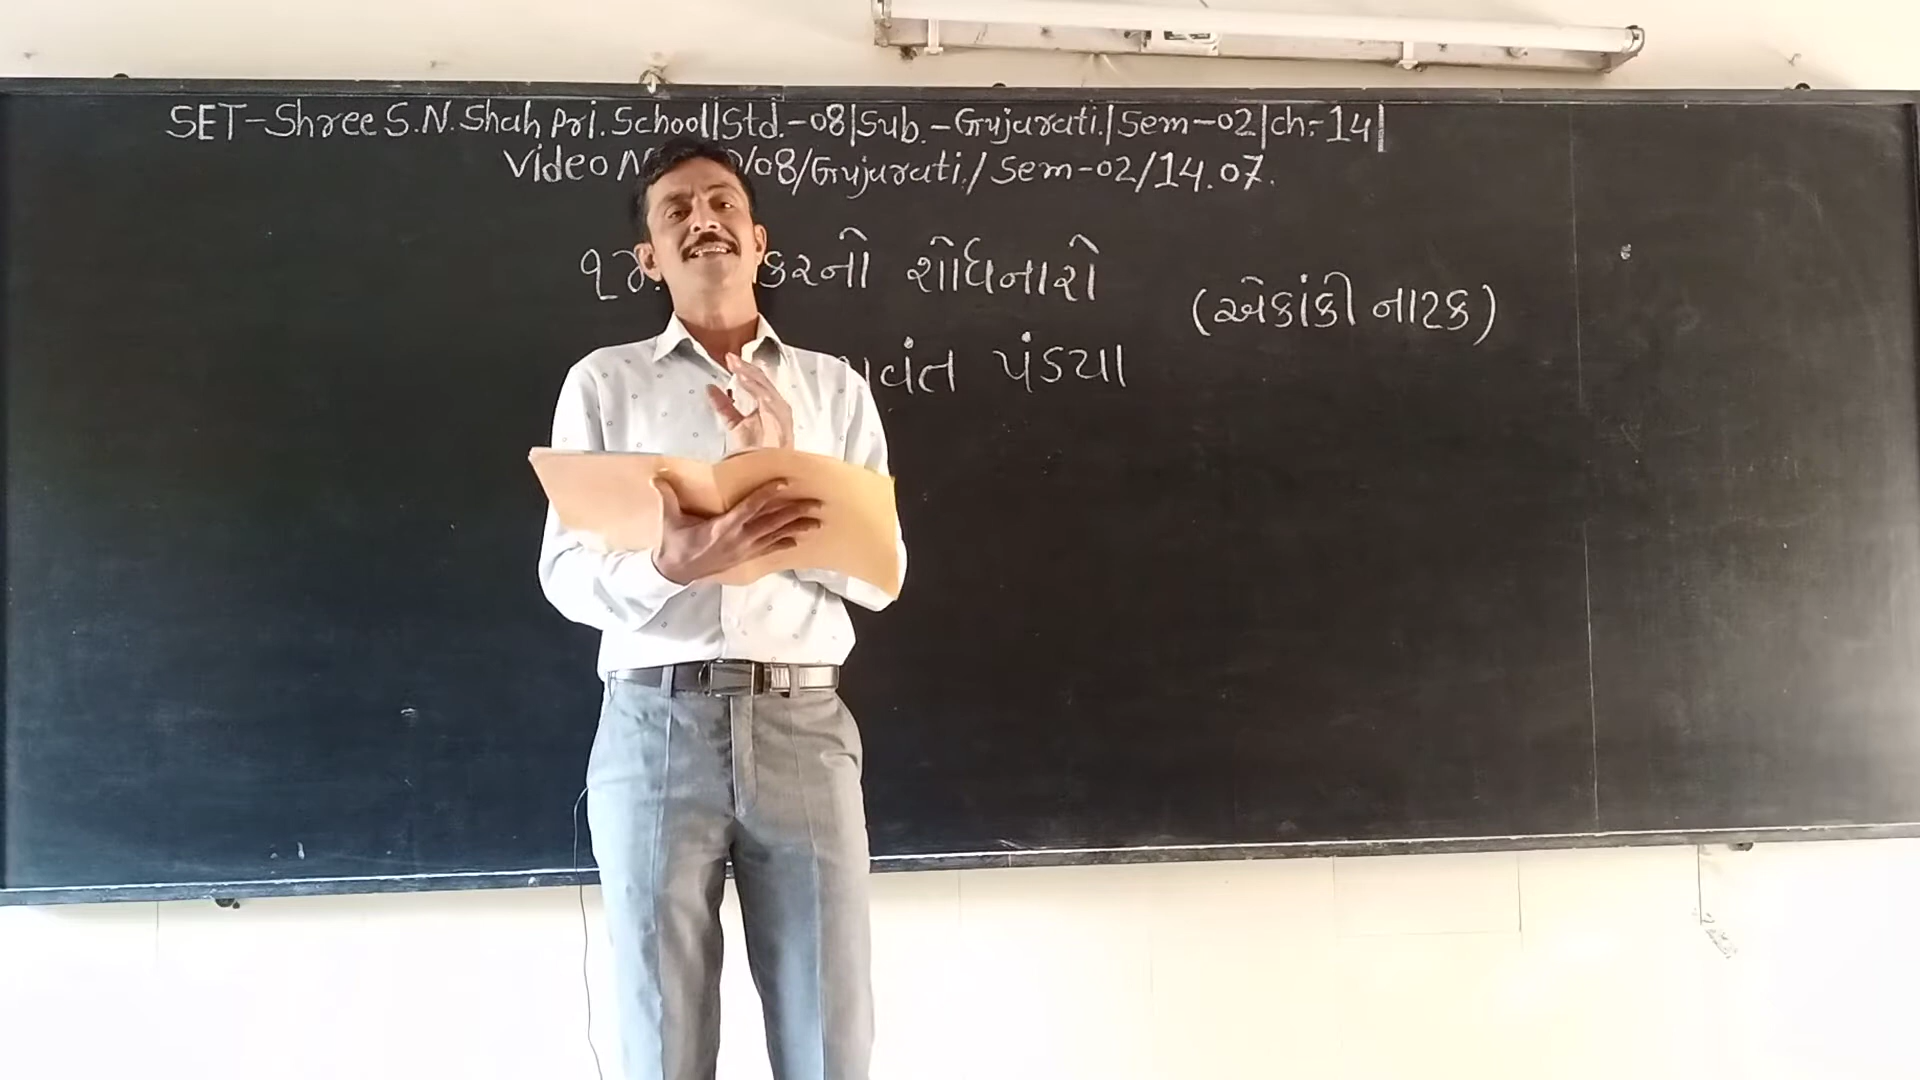 SET-Shree S.N. Shah Pri. School|Std.-08|Sub.-Gujarati.|Sem-02|ch:-14|
Video /08/Gujarati./Sem-02/14.07.
૧૪. શોધનારો
(એકાંકી નાટક)
પંડયા